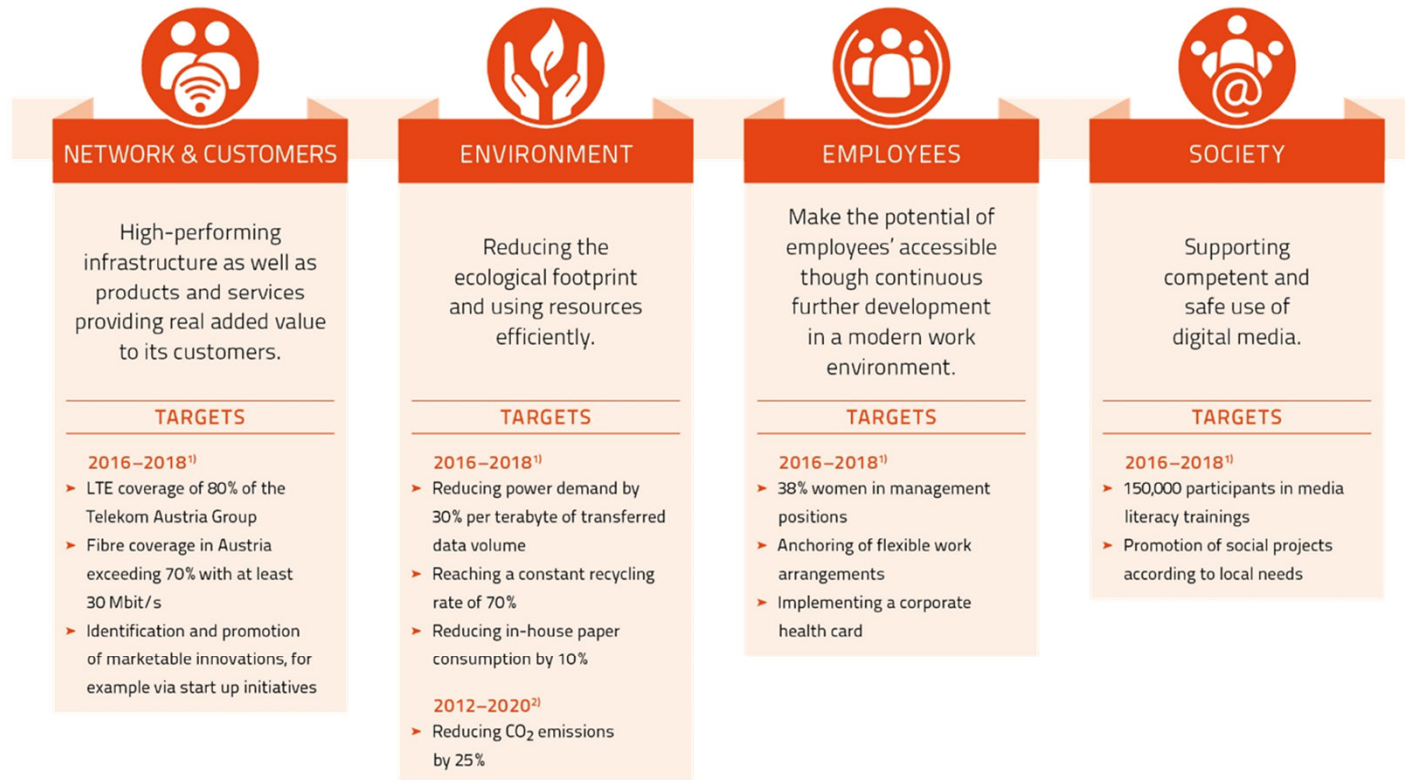 NETWORK & CUSTOMERS
High-performing
infrastructure as well as
products and services
providing real added value
to its customers.
TARGETS
2016–2018¹⁾
➤ LTE coverage of 80% of the
Telekom Austria Group
➤ Fibre coverage in Austria
exceeding 70% with at least
30 Mbit/s
➤ Identification and promotion
of marketable innovations, for
example via start up initiatives
ENVIRONMENT
Reducing the
ecological footprint
and using resources
efficiently.
TARGETS
2016–2018¹⁾
➤ Reducing power demand by
30% per terabyte of transferred
data volume
➤ Reaching a constant recycling
rate of 70%
➤ Reducing in-house paper
consumption by 10%
2012–2020²⁾
➤ Reducing CO₂ emissions
by 25%
EMPLOYEES
Make the potential of
employees’ accessible
though continuous
further development
in a modern work
environment.
TARGETS
2016–2018¹⁾
➤ 38% women in management
positions
➤ Anchoring of flexible work
arrangements
➤ Implementing a corporate
health card
@
SOCIETY
Supporting
competent and
safe use of
digital media.
TARGETS
2016–2018¹⁾
➤ 150,000 participants in media
literacy trainings
➤ Promotion of social projects
according to local needs